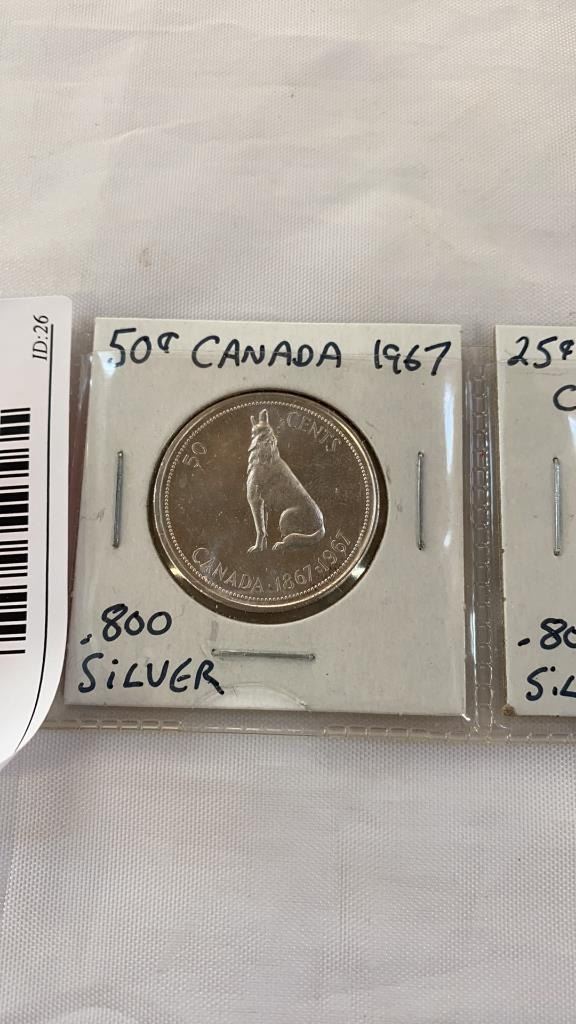 ID:26
.50¢ CANADA 1967
50 CENTS
CANADA · 1867·1967
.800
SiLVER
25¢
C
.80
SiL